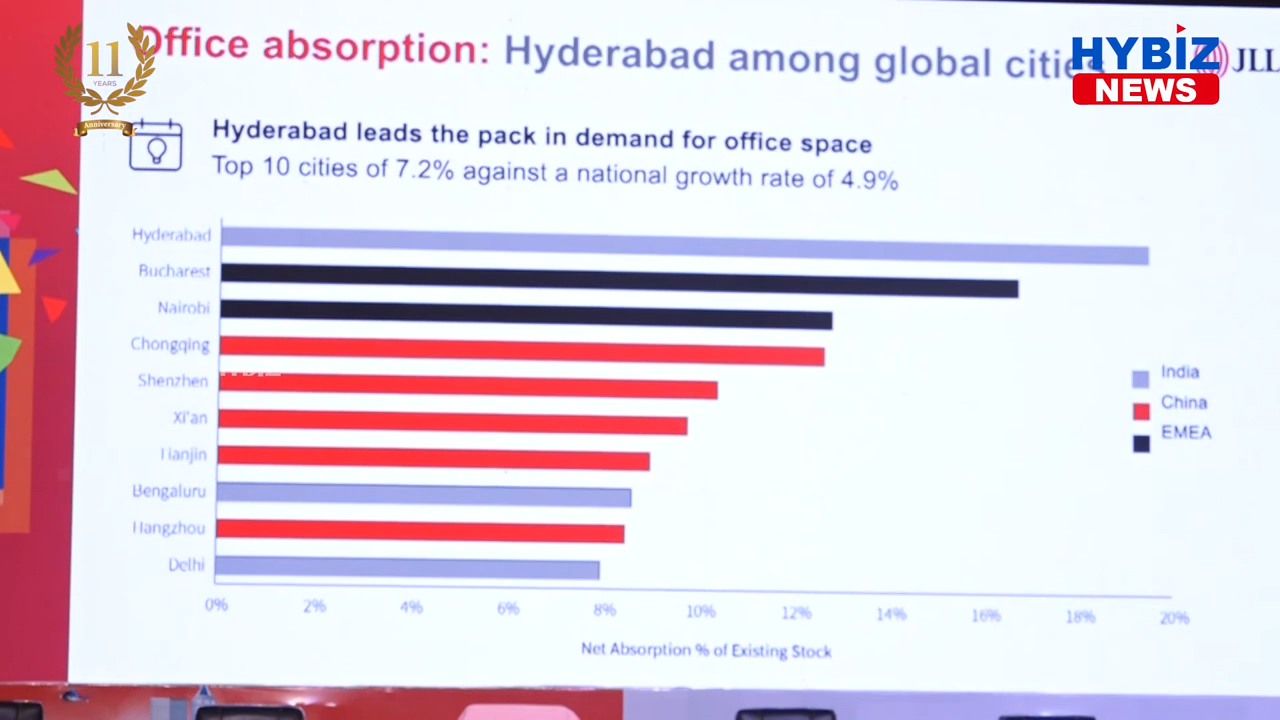 Office absorption: Hyderabad among global cities
11
YEARS
Anniversary
HYBIZ
NEWS
JLL
Hyderabad leads the pack in demand for office space
Top 10 cities of 7.2% against a national growth rate of 4.9%
Hyderabad
Bucharest
Nairobi
Chongqing
Shenzhen
Xi'an
Tianjin
Bengaluru
Hangzhou
Delhi
India
China
EMEA
0% 2% 4% 6% 8% 10% 12% 14% 16% 18% 20%
Net Absorption % of Existing Stock